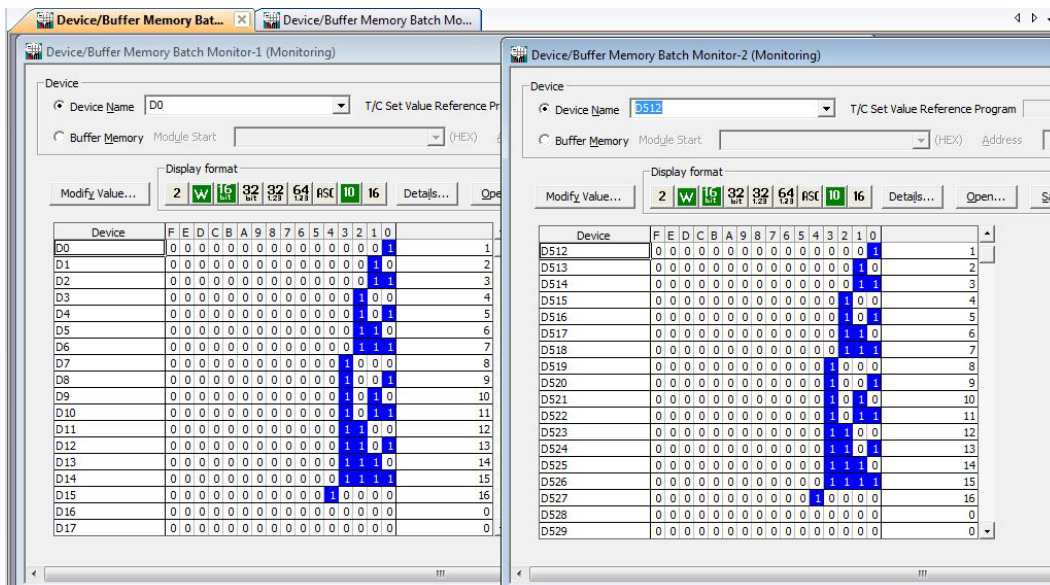 Device/Buffer Memory Bat...
Device/Buffer Memory Batch Mo...
Device/Buffer Memory Batch Monitor-1 (Monitoring)
Device
Device Name D0 T/C Set Value Reference Pr
Buffer Memory Module Start (HEX)
Display format
Modify Value... 2 W 16 bit 32 bit 32 1.23 64 1.23 ASC 10 16 Details... Ope
Device F E D C B A 9 8 7 6 5 4 3 2 1 0
D0 0 0 0 0 0 0 0 0 0 0 0 0 0 0 0 1 1
D1 0 0 0 0 0 0 0 0 0 0 0 0 0 0 1 0 2
D2 0 0 0 0 0 0 0 0 0 0 0 0 0 0 1 1 3
D3 0 0 0 0 0 0 0 0 0 0 0 0 0 1 0 0 4
D4 0 0 0 0 0 0 0 0 0 0 0 0 0 1 0 1 5
D5 0 0 0 0 0 0 0 0 0 0 0 0 0 1 1 0 6
D6 0 0 0 0 0 0 0 0 0 0 0 0 0 1 1 1 7
D7 0 0 0 0 0 0 0 0 0 0 0 0 1 0 0 0 8
D8 0 0 0 0 0 0 0 0 0 0 0 0 1 0 0 1 9
D9 0 0 0 0 0 0 0 0 0 0 0 0 1 0 1 0 10
D10 0 0 0 0 0 0 0 0 0 0 0 0 1 0 1 1 11
D11 0 0 0 0 0 0 0 0 0 0 0 0 1 1 0 0 12
D12 0 0 0 0 0 0 0 0 0 0 0 0 1 1 0 1 13
D13 0 0 0 0 0 0 0 0 0 0 0 0 1 1 1 0 14
D14 0 0 0 0 0 0 0 0 0 0 0 0 1 1 1 1 15
D15 0 0 0 0 0 0 0 0 0 0 0 1 0 0 0 0 16
D16 0 0 0 0 0 0 0 0 0 0 0 0 0 0 0 0 0
D17 0 0 0 0 0 0 0 0 0 0 0 0 0 0 0 0 0
Device/Buffer Memory Batch Monitor-2 (Monitoring)
Device
Device Name D512 T/C Set Value Reference Program
Buffer Memory Module Start (HEX) Address
Display format
Modify Value... 2 W 16 bit 32 bit 32 1.23 64 1.23 ASC 10 16 Details... Open... S
Device F E D C B A 9 8 7 6 5 4 3 2 1 0
D512 0 0 0 0 0 0 0 0 0 0 0 0 0 0 0 1 1
D513 0 0 0 0 0 0 0 0 0 0 0 0 0 0 1 0 2
D514 0 0 0 0 0 0 0 0 0 0 0 0 0 0 1 1 3
D515 0 0 0 0 0 0 0 0 0 0 0 0 0 1 0 0 4
D516 0 0 0 0 0 0 0 0 0 0 0 0 0 1 0 1 5
D517 0 0 0 0 0 0 0 0 0 0 0 0 0 1 1 0 6
D518 0 0 0 0 0 0 0 0 0 0 0 0 0 1 1 1 7
D519 0 0 0 0 0 0 0 0 0 0 0 0 1 0 0 0 8
D520 0 0 0 0 0 0 0 0 0 0 0 0 1 0 0 1 9
D521 0 0 0 0 0 0 0 0 0 0 0 0 1 0 1 0 10
D522 0 0 0 0 0 0 0 0 0 0 0 0 1 0 1 1 11
D523 0 0 0 0 0 0 0 0 0 0 0 0 1 1 0 0 12
D524 0 0 0 0 0 0 0 0 0 0 0 0 1 1 0 1 13
D525 0 0 0 0 0 0 0 0 0 0 0 0 1 1 1 0 14
D526 0 0 0 0 0 0 0 0 0 0 0 0 1 1 1 1 15
D527 0 0 0 0 0 0 0 0 0 0 0 1 0 0 0 0 16
D528 0 0 0 0 0 0 0 0 0 0 0 0 0 0 0 0 0
D529 0 0 0 0 0 0 0 0 0 0 0 0 0 0 0 0 0